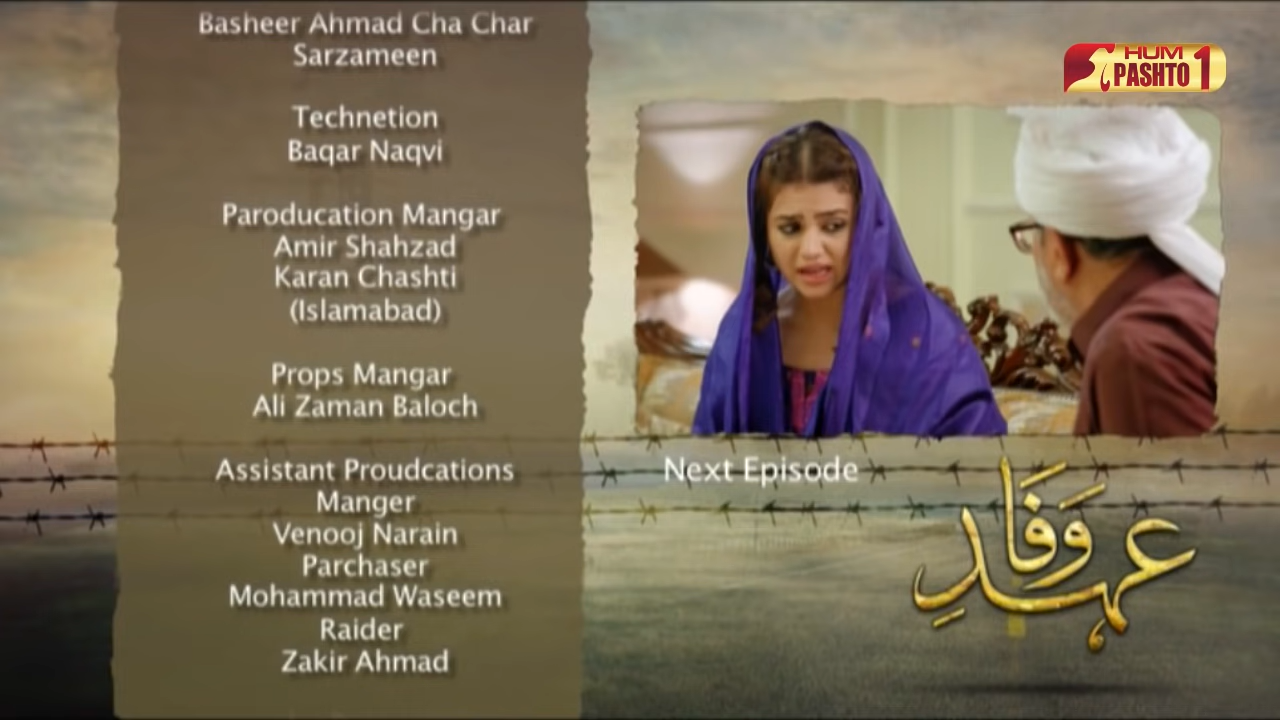 Basheer Ahmad Cha Char
Sarzameen
Technetion
Baqar Naqvi
Paroducation Mangar
Amir Shahzad
Karan Chashti
(Islamabad)
Props Mangar
Ali Zaman Baloch
Assistant Proudcations
Manger
Venooj Narain
Parchaser
Mohammad Waseem
Raider
Zakir Ahmad
HUM
PASHTO 1
Next Episode
عہدِ وَفَا